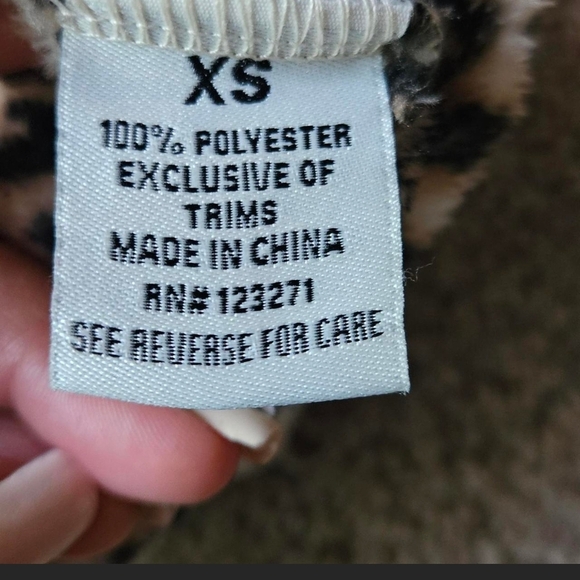 XS
100% POLYESTER
EXCLUSIVE OF
TRIMS
MADE IN CHINA
RN# 123271
SEE REVERSE FOR CARE